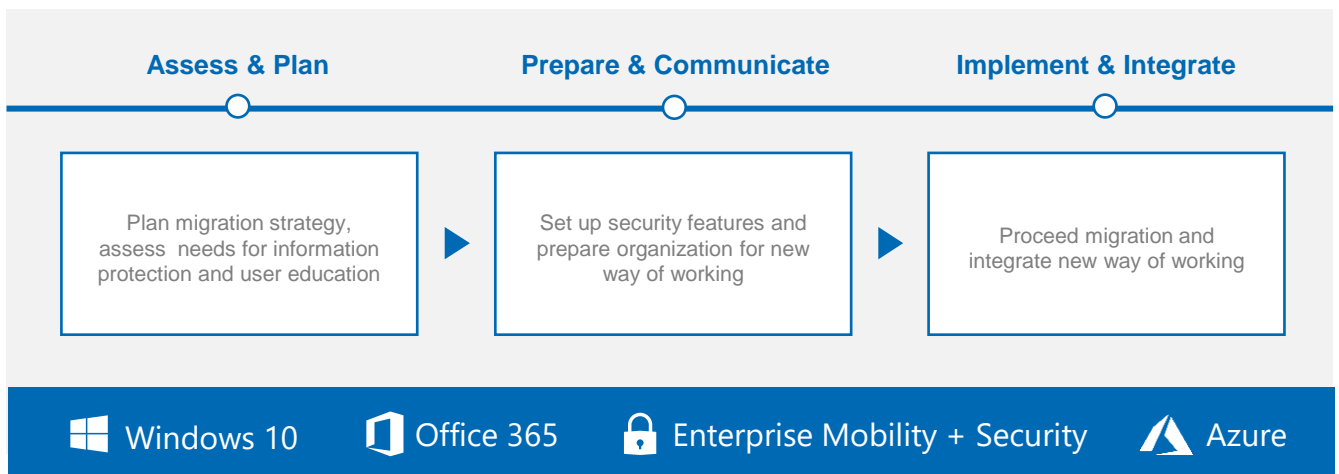 Assess & Plan
Prepare & Communicate
Implement & Integrate
Plan migration strategy,
assess  needs for information
protection and user education
Set up security features and
prepare organization for new
way of working
Proceed migration and
integrate new way of working
Windows 10
Office 365
Enterprise Mobility + Security
Azure